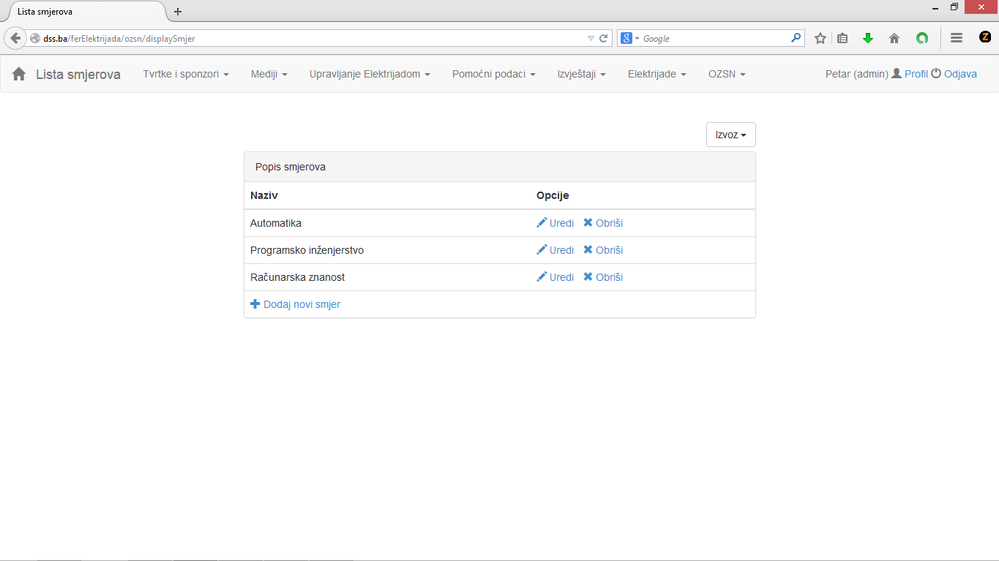 Lista smjerova
dss.ba/ferElektrijada/ozsn/displaySmjer
Google
Lista smjerova Tvrtke i sponzori Mediji Upravljanje Elektrijadom Pomoćni podaci Izvještaji Elektrijade OZSN Petar (admin) Profil Odjava
Izvoz
Popis smjerova
Naziv Opcije
Automatika Uredi Obriši
Programsko inženjerstvo Uredi Obriši
Računarska znanost Uredi Obriši
Dodaj novi smjer